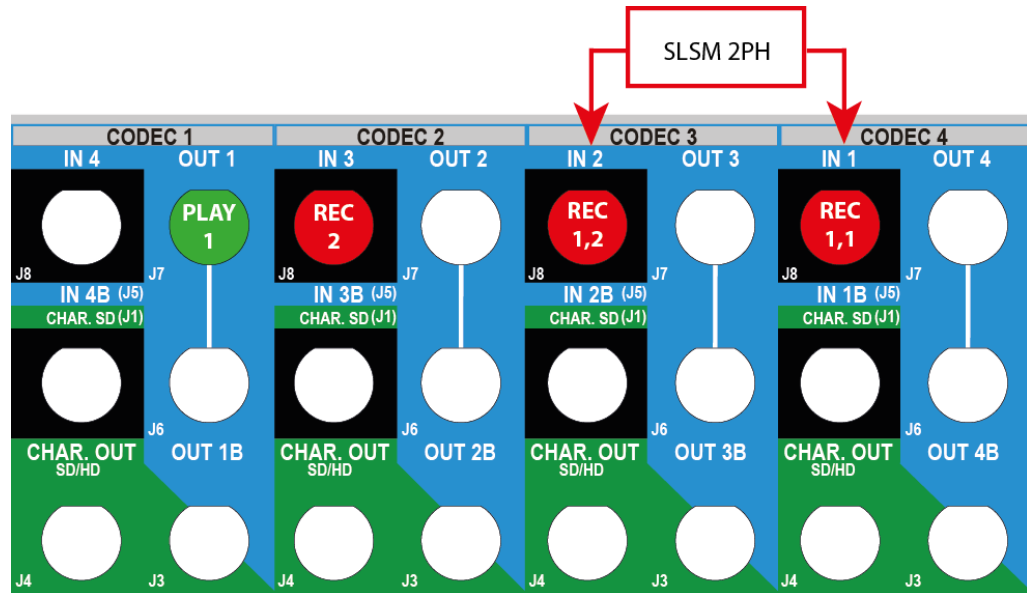 SLSM 2PH
CODEC 1 CODEC 2 CODEC 3 CODEC 4
IN 4 OUT 1 IN 3 OUT 2 IN 2 OUT 3 IN 1 OUT 4
PLAY REC REC REC
1 2 1,2 1,1
J8 J7 J8 J7 J8 J7 J8 J7
IN 4B (J5) IN 3B (J5) IN 2B (J5) IN 1B (J5)
CHAR. SD (J1) CHAR. SD (J1) CHAR. SD (J1) CHAR. SD (J1)
J6 J6 J6 J6
CHAR. OUT OUT 1B CHAR. OUT OUT 2B CHAR. OUT OUT 3B CHAR. OUT OUT 4B
SD/HD SD/HD SD/HD SD/HD
J4 J3 J4 J3 J4 J3 J4 J3